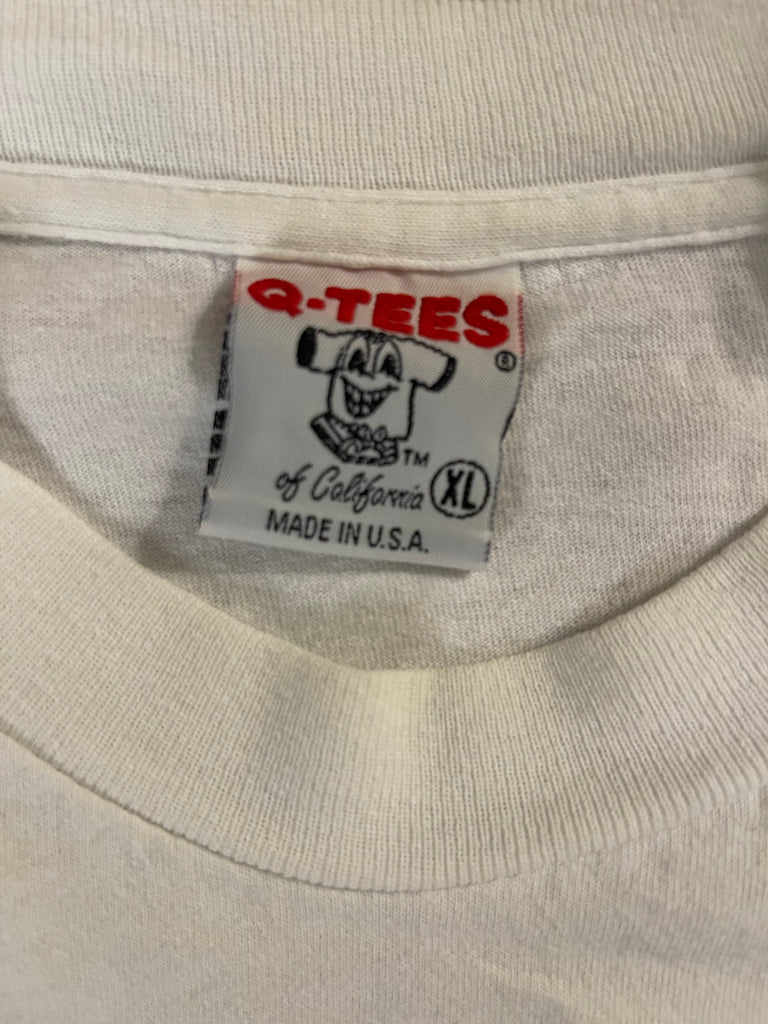 Q-TEES
®
TM
of California XL
MADE IN U.S.A.